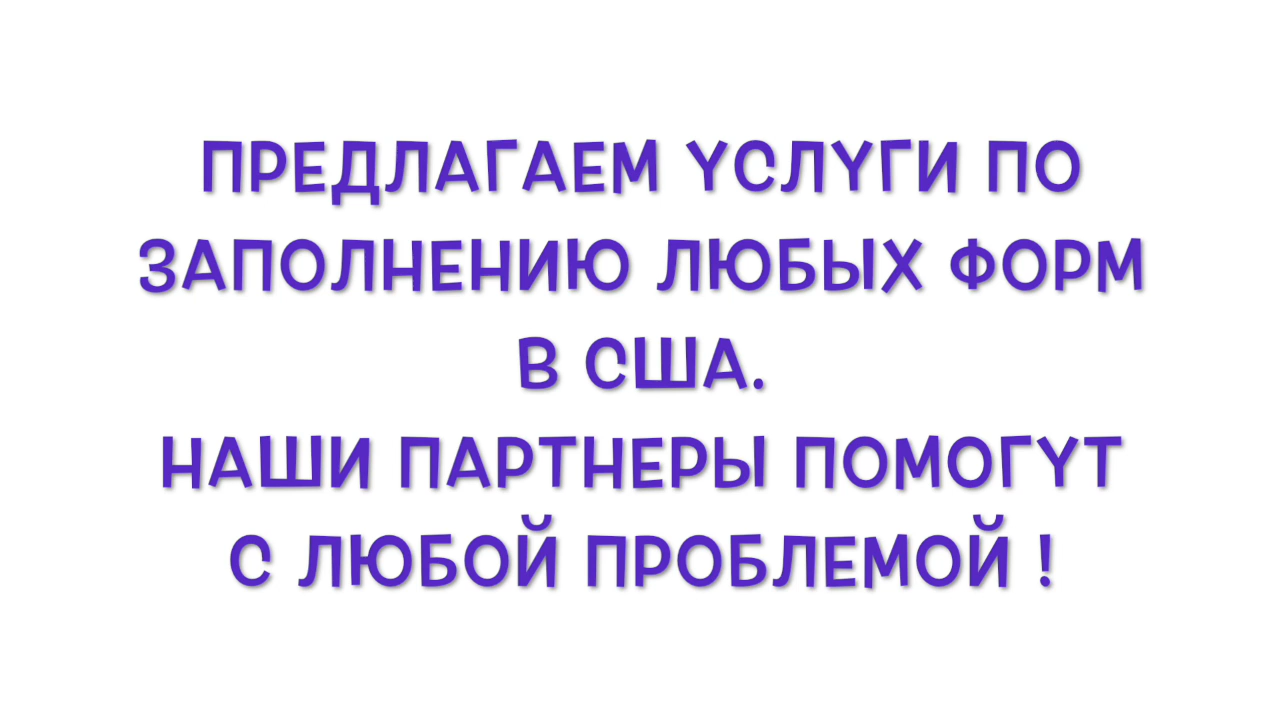 ПРЕДЛАГАЕМ УСЛУГИ ПО
ЗАПОЛНЕНИЮ ЛЮБЫХ ФОРМ
В США.
НАШИ ПАРТНЕРЫ ПОМОГУТ
С ЛЮБОЙ ПРОБЛЕМОЙ !